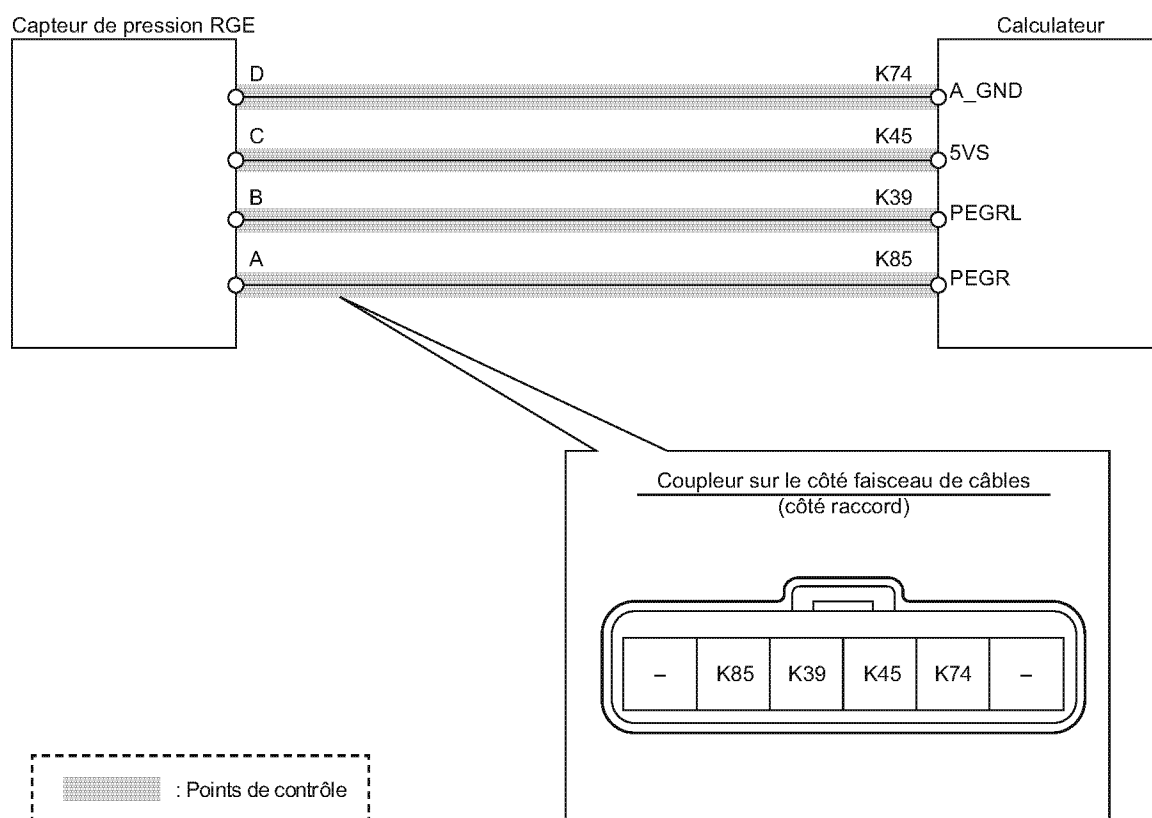 Capteur de pression RGE
Calculateur
D
K74
A_GND
C
K45
5VS
B
K39
PEGRL
A
K85
PEGR
Coupleur sur le côté faisceau de câbles
(côté raccord)
– K85 K39 K45 K74 –
: Points de contrôle